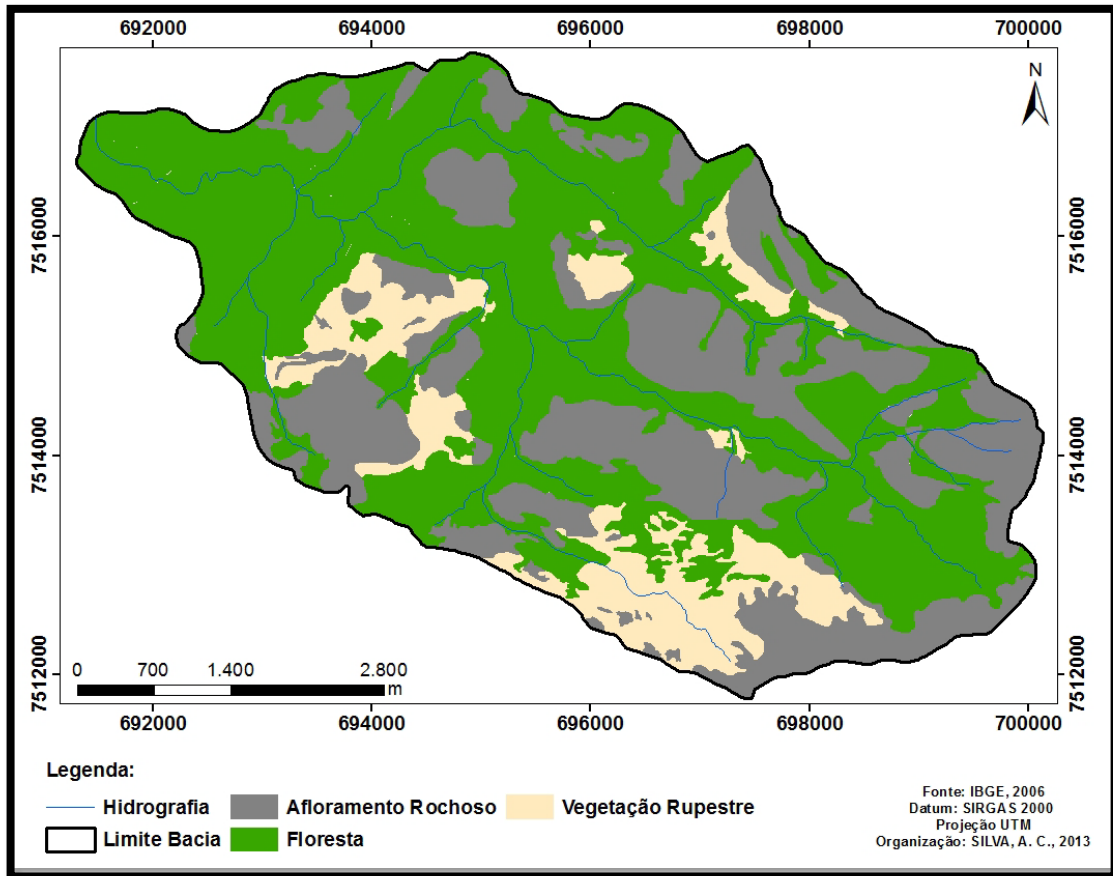 692000 694000 696000 698000 700000
N
7516000 7516000
7514000 7514000
7512000 7512000
0 700 1.400 2.800
m
692000 694000 696000 698000 700000
Legenda:
Hidrografia Afloramento Rochoso Vegetação Rupestre
Limite Bacia Floresta
Fonte: IBGE, 2006
Datum: SIRGAS 2000
Projeção UTM
Organização: SILVA, A. C., 2013